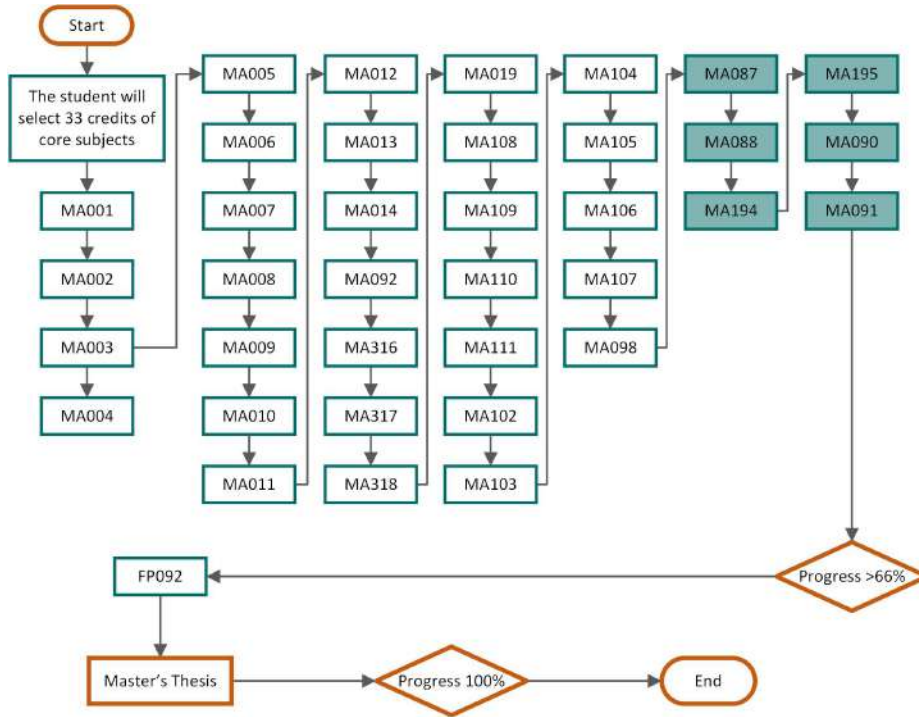 Start
The student will
select 33 credits of
core subjects
MA001
MA002
MA003
MA004
MA005
MA006
MA007
MA008
MA009
MA010
MA011
MA012
MA013
MA014
MA092
MA316
MA317
MA318
MA019
MA108
MA109
MA110
MA111
MA102
MA103
MA104
MA105
MA106
MA107
MA098
MA087
MA088
MA194
MA195
MA090
MA091
Progress >66%
FP092
Master's Thesis
Progress 100%
End